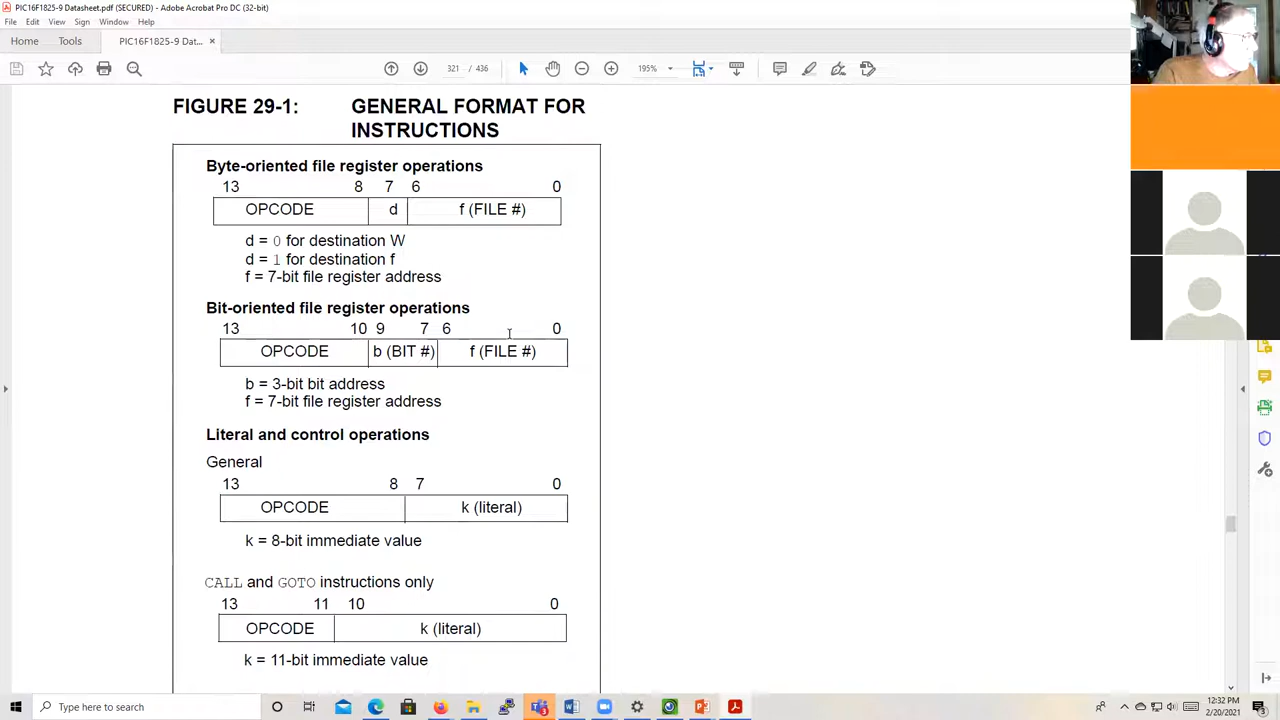 PIC16F1825-9 Datasheet.pdf (SECURED) - Adobe Acrobat Pro DC (32-bit)
File Edit View Sign Window Help
Home Tools PIC16F1825-9 Dat... ×
321 / 436 195%
FIGURE 29-1: GENERAL FORMAT FOR
INSTRUCTIONS
Byte-oriented file register operations
13 8 7 6 0
OPCODE d f (FILE #)
d = 0 for destination W
d = 1 for destination f
f = 7-bit file register address
Bit-oriented file register operations
13 10 9 7 6 0
OPCODE b (BIT #) f (FILE #)
b = 3-bit bit address
f = 7-bit file register address
Literal and control operations
General
13 8 7 0
OPCODE k (literal)
k = 8-bit immediate value
CALL and GOTO instructions only
13 11 10 0
OPCODE k (literal)
k = 11-bit immediate value
Type here to search
12:32 PM
2/20/2021